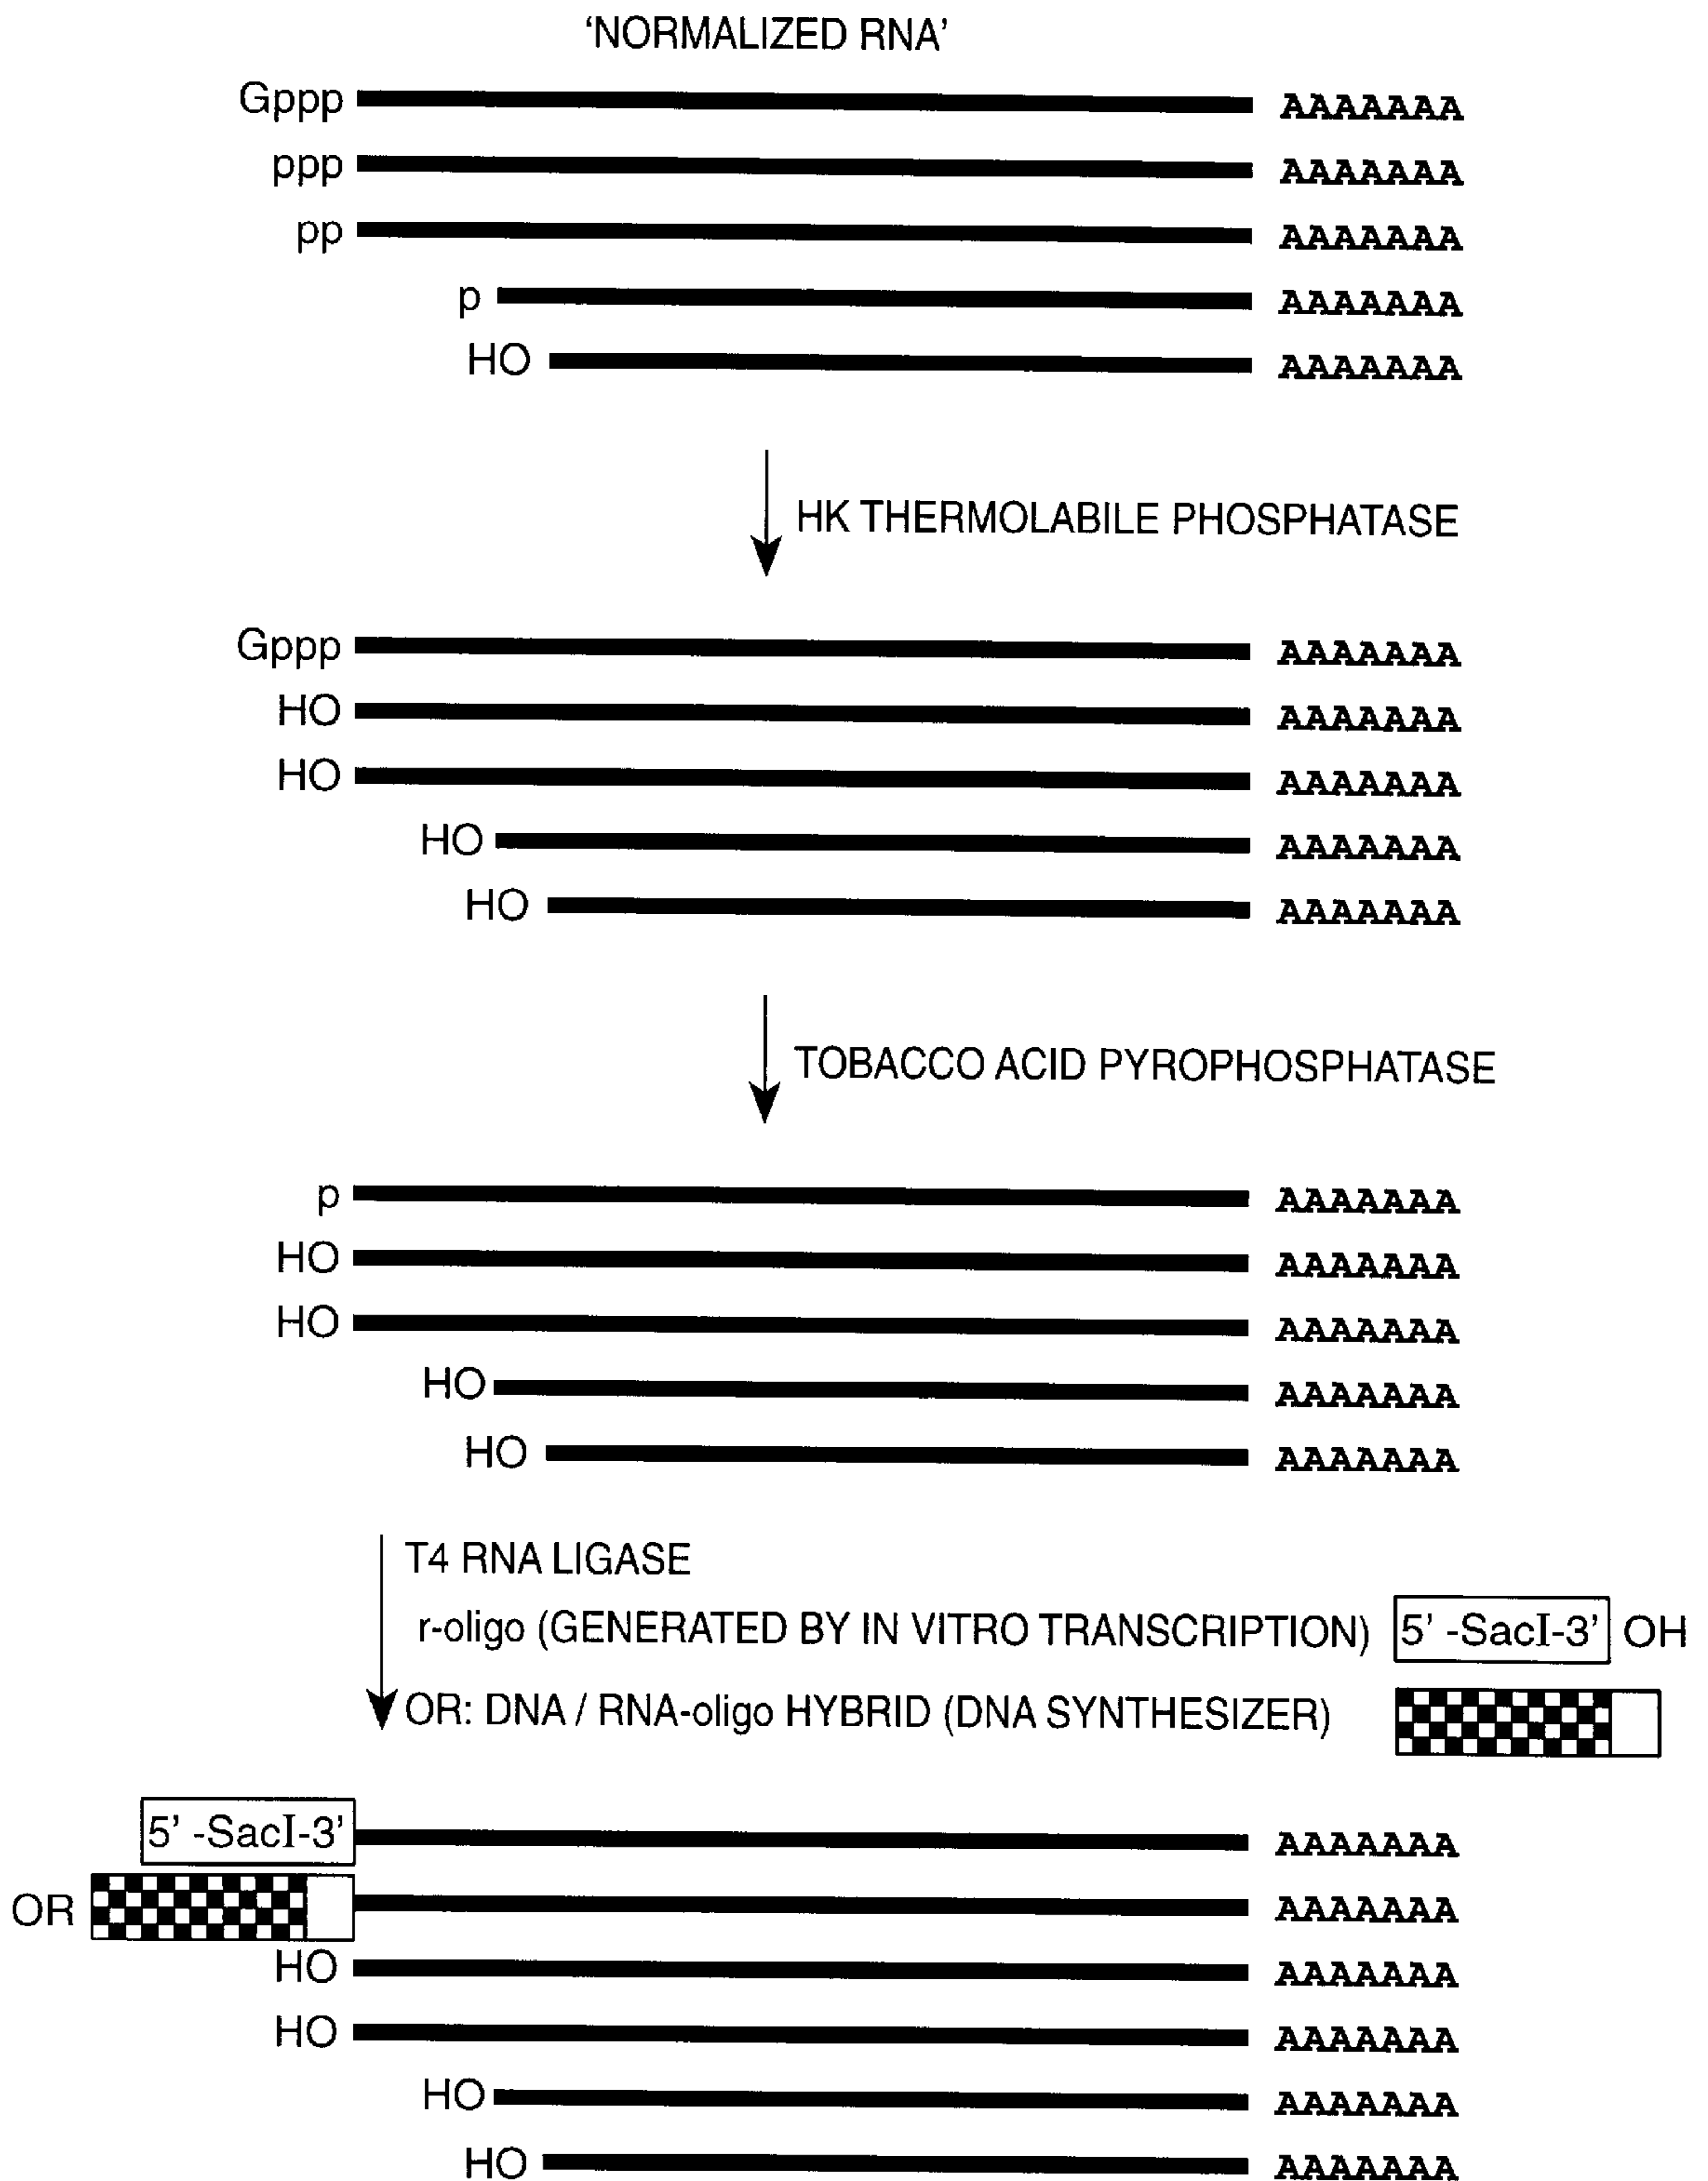 'NORMALIZED RNA'
Gppp AAAAAAA
ppp AAAAAAA
pp AAAAAAA
p AAAAAAA
HO AAAAAAA
HK THERMOLABILE PHOSPHATASE
Gppp AAAAAAA
HO AAAAAAA
HO AAAAAAA
HO AAAAAAA
HO AAAAAAA
TOBACCO ACID PYROPHOSPHATASE
p AAAAAAA
HO AAAAAAA
HO AAAAAAA
HO AAAAAAA
HO AAAAAAA
T4 RNA LIGASE
r-oligo (GENERATED BY IN VITRO TRANSCRIPTION) 5' -SacI-3' OH
OR: DNA / RNA-oligo HYBRID (DNA SYNTHESIZER)
5' -SacI-3' AAAAAAA
OR AAAAAAA
HO AAAAAAA
HO AAAAAAA
HO AAAAAAA
HO AAAAAAA